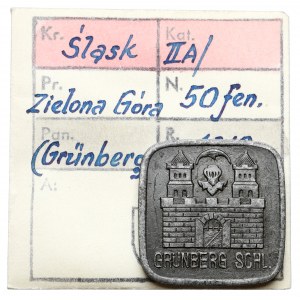 Kr. Kat.
Śląsk IIA/
Pr. N.
Zielona Góra 50 fen.
Pan. R.
(Grünberg
A:
GRÜNBERG SCHL.